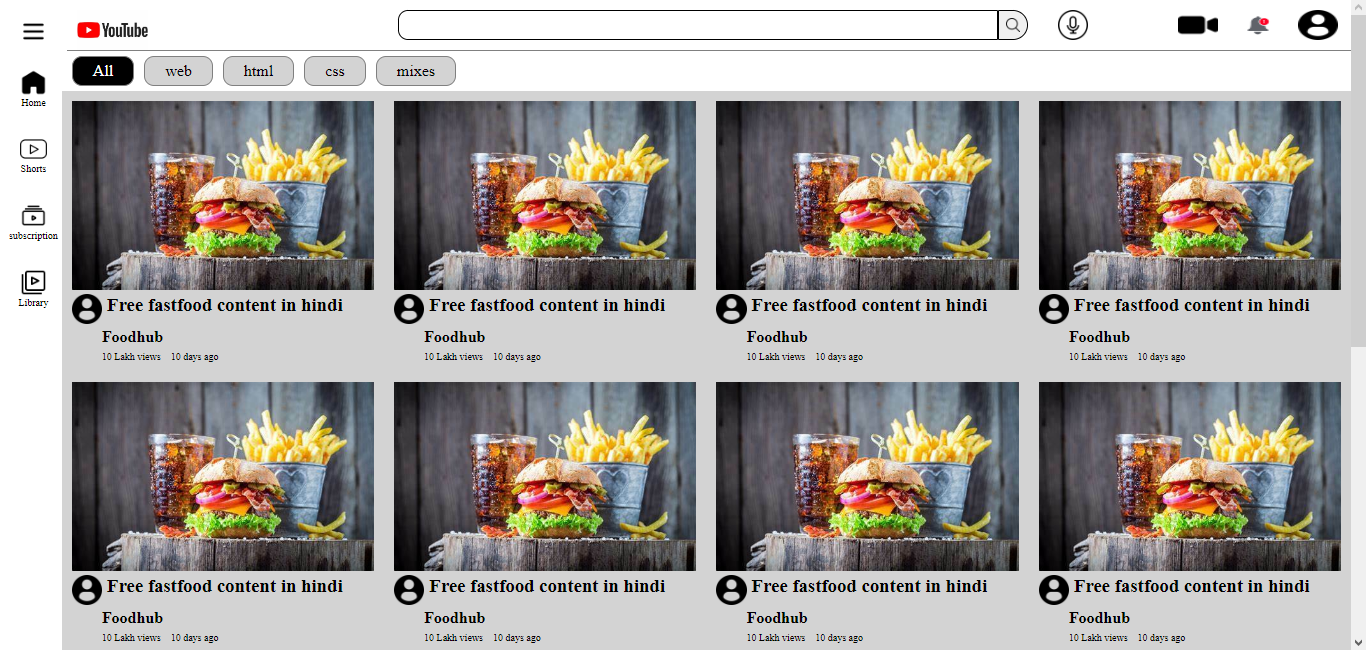 YouTube
All web html css mixes
Home
Shorts
subscription
Library
Free fastfood content in hindi Free fastfood content in hindi Free fastfood content in hindi Free fastfood content in hindi
Foodhub Foodhub Foodhub Foodhub
10 Lakh views 10 days ago 10 Lakh views 10 days ago 10 Lakh views 10 days ago 10 Lakh views 10 days ago
Free fastfood content in hindi Free fastfood content in hindi Free fastfood content in hindi Free fastfood content in hindi
Foodhub Foodhub Foodhub Foodhub
10 Lakh views 10 days ago 10 Lakh views 10 days ago 10 Lakh views 10 days ago 10 Lakh views 10 days ago